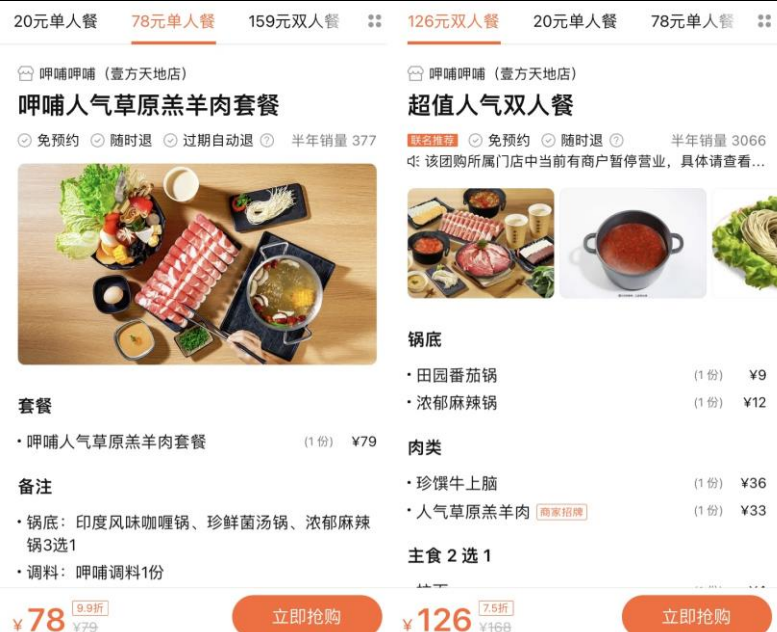 20元单人餐 78元单人餐 159元双人餐
呷哺呷哺（壹方天地店）
呷哺人气草原羔羊肉套餐
免预约 随时退 过期自动退 ? 半年销量 377
套餐
· 呷哺人气草原羔羊肉套餐 (1 份) ¥79
备注
· 锅底：印度风味咖喱锅、珍鲜菌汤锅、浓郁麻辣
锅3选1
· 调料：呷哺调料1份
¥78 9.9折 ¥79 立即抢购
126元双人餐 20元单人餐 78元单人餐
呷哺呷哺（壹方天地店）
超值人气双人餐
联名推荐 免预约 随时退 ? 半年销量 3066
该团购所属门店中当前有商户暂停营业，具体请查看...
锅底
· 田园番茄锅 (1 份) ¥9
· 浓郁麻辣锅 (1 份) ¥12
肉类
· 珍馔牛上脑 (1 份) ¥36
· 人气草原羔羊肉 商家招牌 (1 份) ¥33
主食 2 选 1
¥126 7.5折 ¥168 立即抢购